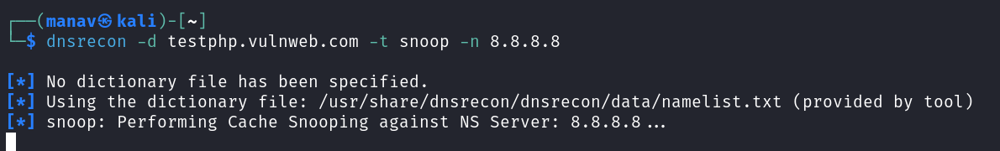 ┌──(manav㉿kali)-[~]
└─$ dnsrecon -d testphp.vulnweb.com -t snoop -n 8.8.8.8
[*] No dictionary file has been specified.
[*] Using the dictionary file: /usr/share/dnsrecon/dnsrecon/data/namelist.txt (provided by tool)
[*] snoop: Performing Cache Snooping against NS Server: 8.8.8.8...